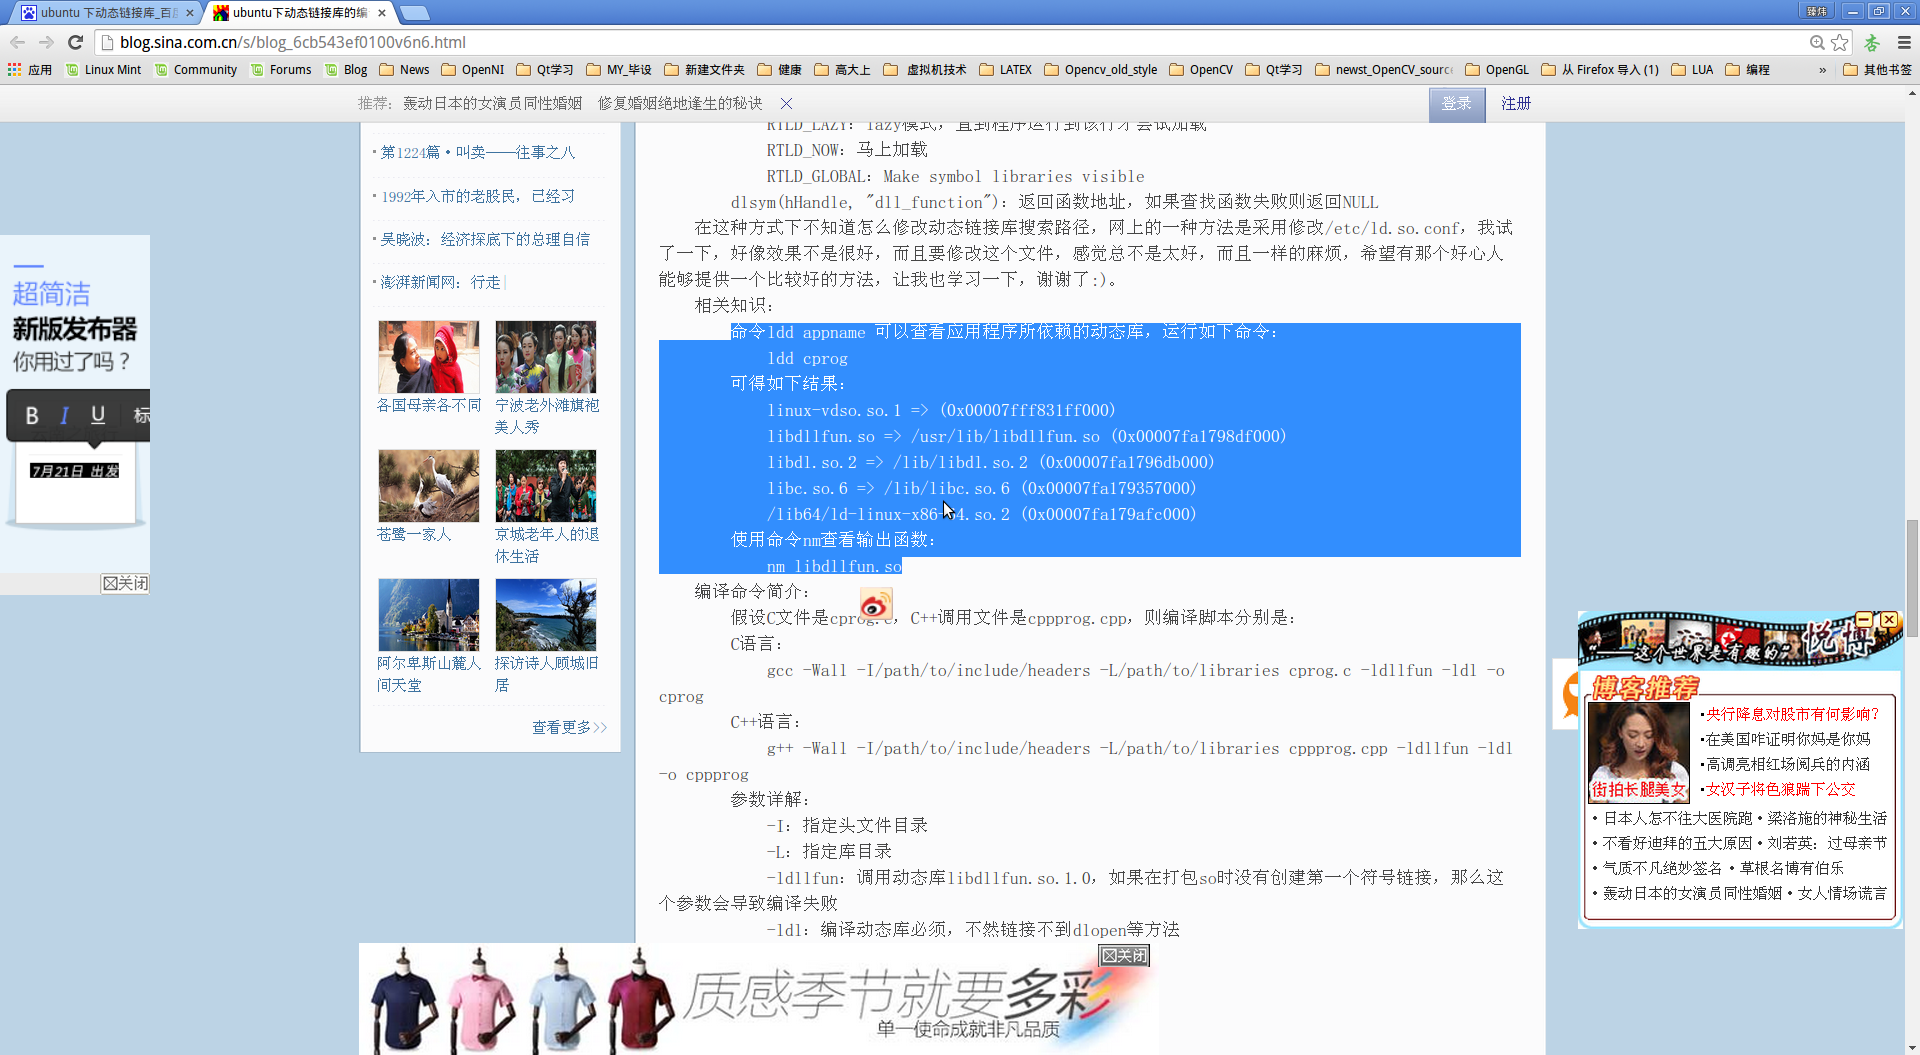 ubuntu 下动态链接库_百度
ubuntu下动态链接库的编
臻炜
blog.sina.com.cn/s/blog_6cb543ef0100v6n6.html
应用 Linux Mint Community Forums Blog News OpenNI Qt学习 MY_毕设 新建文件夹 健康 高大上 虚拟机技术 LATEX Opencv_old_style OpenCV Qt学习 newst_OpenCV_source OpenGL 从 Firefox 导入 (1) LUA 编程 » 其他书签
推荐: 轰动日本的女演员同性婚姻 修复婚姻绝地逢生的秘诀
登录 注册
·第1224篇·叫卖——往事之八
·1992年入市的老股民，已经习
·吴晓波：经济探底下的总理自信
·澎湃新闻网：行走
各国母亲各不同
宁波老外滩旗袍
美人秀
苍鹭一家人
京城老年人的退
休生活
阿尔卑斯山麓人
间天堂
探访诗人顾城旧
居
查看更多>>
超简洁
新版发布器
你用过了吗？
B I U 标
7月21日 出发
关闭
RTLD_LAZY: lazy模式，直到程序运行到该行才尝试加载
RTLD_NOW: 马上加载
RTLD_GLOBAL: Make symbol libraries visible
dlsym(hHandle, "dll_function"): 返回函数地址，如果查找函数失败则返回NULL
在这种方式下不知道怎么修改动态链接库搜索路径，网上的一种方法是采用修改/etc/ld.so.conf，我试
了一下，好像效果不是很好，而且要修改这个文件，感觉总不是太好，而且一样的麻烦，希望有那个好心人
能够提供一个比较好的方法，让我也学习一下，谢谢了:)。
相关知识：
命令ldd appname 可以查看应用程序所依赖的动态库，运行如下命令：
ldd cprog
可得如下结果：
linux-vdso.so.1 => (0x00007fff831ff000)
libdllfun.so => /usr/lib/libdllfun.so (0x00007fa1798df000)
libdl.so.2 => /lib/libdl.so.2 (0x00007fa1796db000)
libc.so.6 => /lib/libc.so.6 (0x00007fa179357000)
/lib64/ld-linux-x86-64.so.2 (0x00007fa179afc000)
使用命令nm查看输出函数：
nm libdllfun.so
编译命令简介：
假设C文件是cprog.c，C++调用文件是cppprog.cpp，则编译脚本分别是：
C语言：
gcc -Wall -I/path/to/include/headers -L/path/to/libraries cprog.c -ldllfun -ldl -o
cprog
C++语言：
g++ -Wall -I/path/to/include/headers -L/path/to/libraries cppprog.cpp -ldllfun -ldl
-o cppprog
参数详解：
-I：指定头文件目录
-L：指定库目录
-ldllfun：调用动态库libdllfun.so.1.0，如果在打包so时没有创建第一个符号链接，那么这
个参数会导致编译失败
-ldl：编译动态库必须，不然链接不到dlopen等方法
关闭
质感季节就要多彩
单一使命成就非凡品质
"这个世界是有趣的"
悦博
博客推荐
街拍长腿美女
·央行降息对股市有何影响?
·在美国咋证明你妈是你妈
·高调亮相红场阅兵的内涵
·女汉子将色狼踹下公交
·日本人怎不往大医院跑·梁洛施的神秘生活
·不看好迪拜的五大原因·刘若英：过母亲节
·气质不凡绝妙签名·草根名博有伯乐
·轰动日本的女演员同性婚姻·女人情场谎言